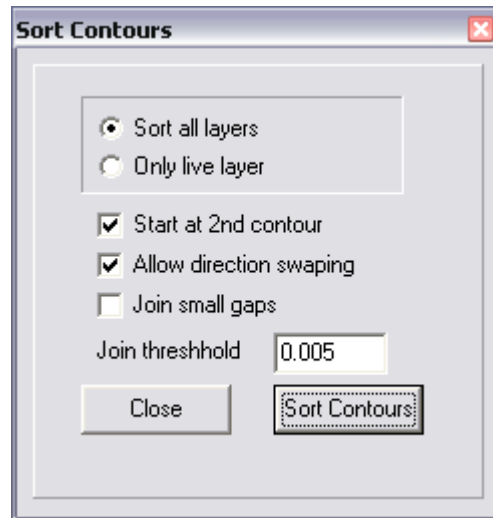 Sort Contours
Sort all layers
Only live layer
Start at 2nd contour
Allow direction swaping
Join small gaps
Join threshhold 0.005
Close Sort Contours